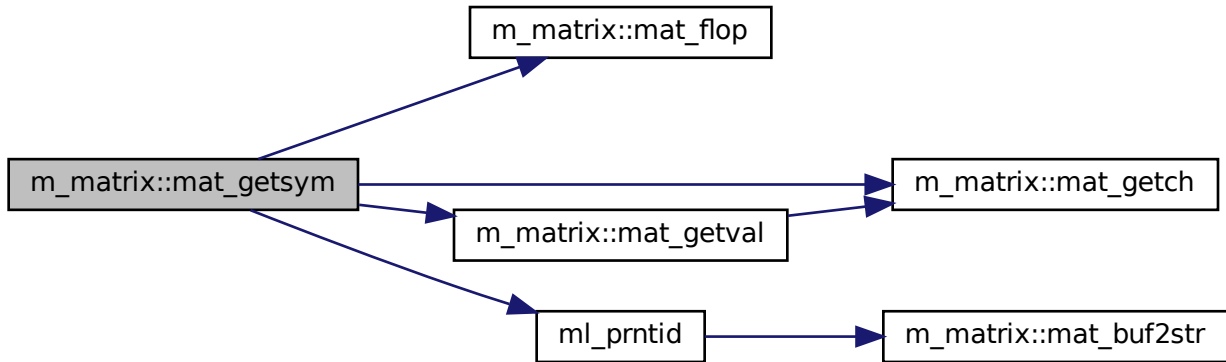 m_matrix::mat_flop
m_matrix::mat_getsym
m_matrix::mat_getch
m_matrix::mat_getval
ml_prntid
m_matrix::mat_buf2str